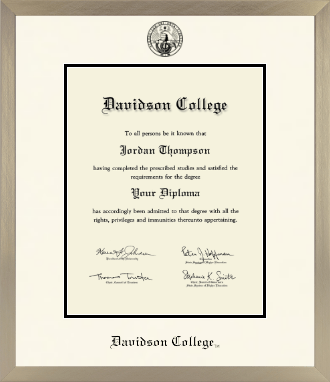 Davidson College
To all persons be it known that
Jordan Thompson
having completed the prescribed studies and satisfied the
requirements for the degree
Your Diploma
has accordingly been admitted to that degree with all the
rights, privileges and immunities thereunto appertaining.
Davidson College